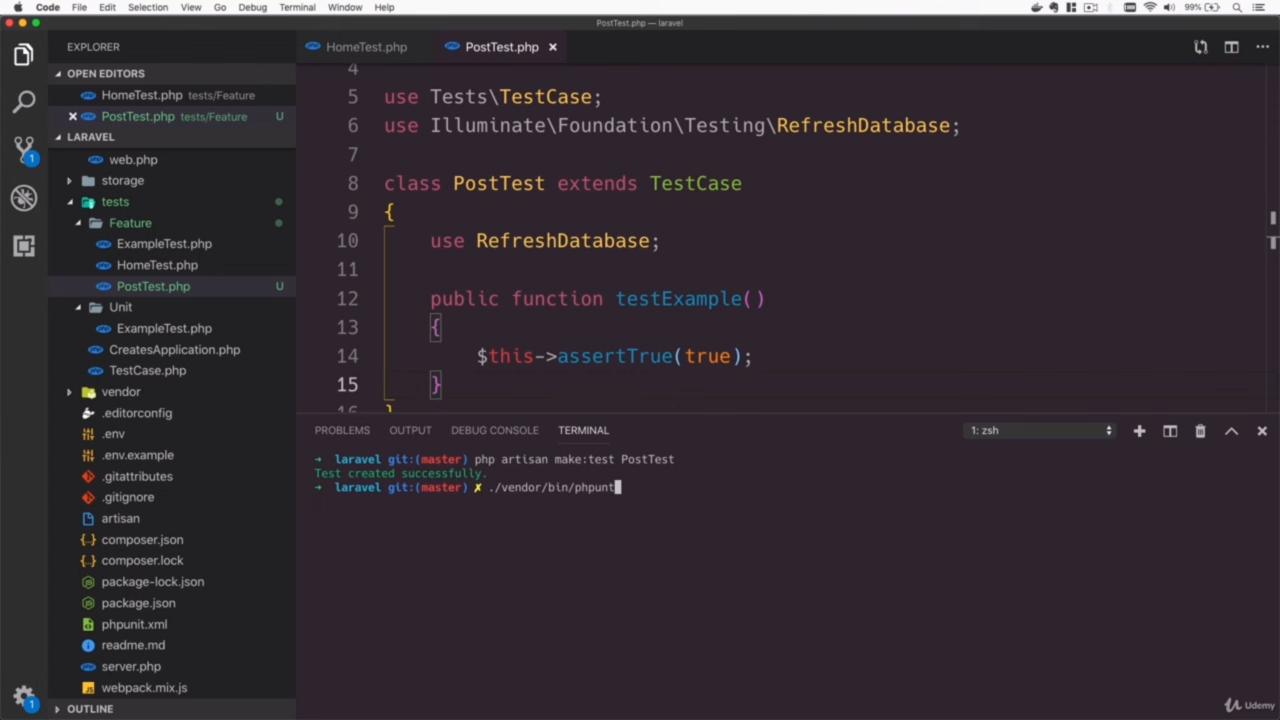 Code File Edit Selection View Go Debug Terminal Window Help 99%
PostTest.php — laravel
EXPLORER
OPEN EDITORS
HomeTest.php tests/Feature
PostTest.php tests/Feature U
LARAVEL
web.php
storage
tests
Feature
ExampleTest.php
HomeTest.php
PostTest.php U
Unit
ExampleTest.php
CreatesApplication.php
TestCase.php
vendor
.editorconfig
.env
.env.example
.gitattributes
.gitignore
artisan
composer.json
composer.lock
package-lock.json
package.json
phpunit.xml
readme.md
server.php
webpack.mix.js
OUTLINE
1
1
HomeTest.php PostTest.php
4
5 use Tests\TestCase;
6 use Illuminate\Foundation\Testing\RefreshDatabase;
7
8 class PostTest extends TestCase
9 {
10 use RefreshDatabase;
11
12 public function testExample()
13 {
14 $this->assertTrue(true);
15 }
16 }
PROBLEMS OUTPUT DEBUG CONSOLE TERMINAL 1: zsh
➜ laravel git:(master) php artisan make:test PostTest
Test created successfully.
➜ laravel git:(master) ✗ ./vendor/bin/phpunt
Udemy